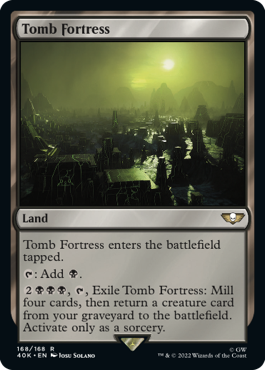 Tomb Fortress
Land
Tomb Fortress enters the battlefield
tapped.
: Add .
2, , Exile Tomb Fortress: Mill
four cards, then return a creature card
from your graveyard to the battlefield.
Activate only as a sorcery.
168/168 R
40K • EN Iosu Solano
© GW
™ & © 2022 Wizards of the Coast